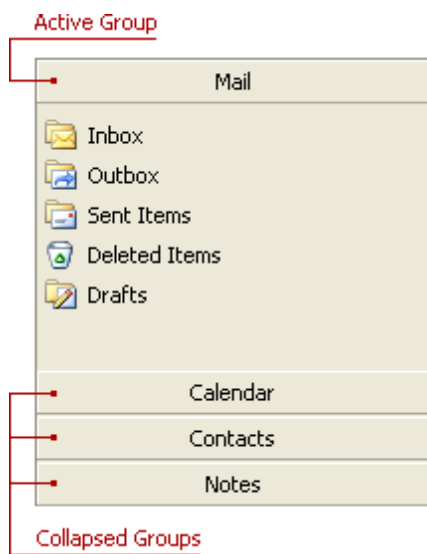 Active Group
Mail
Inbox
Outbox
Sent Items
Deleted Items
Drafts
Calendar
Contacts
Notes
Collapsed Groups